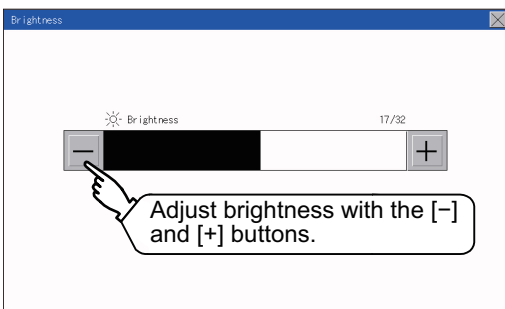 Brightness
Brightness 17/32
Adjust brightness with the [−]
and [+] buttons.